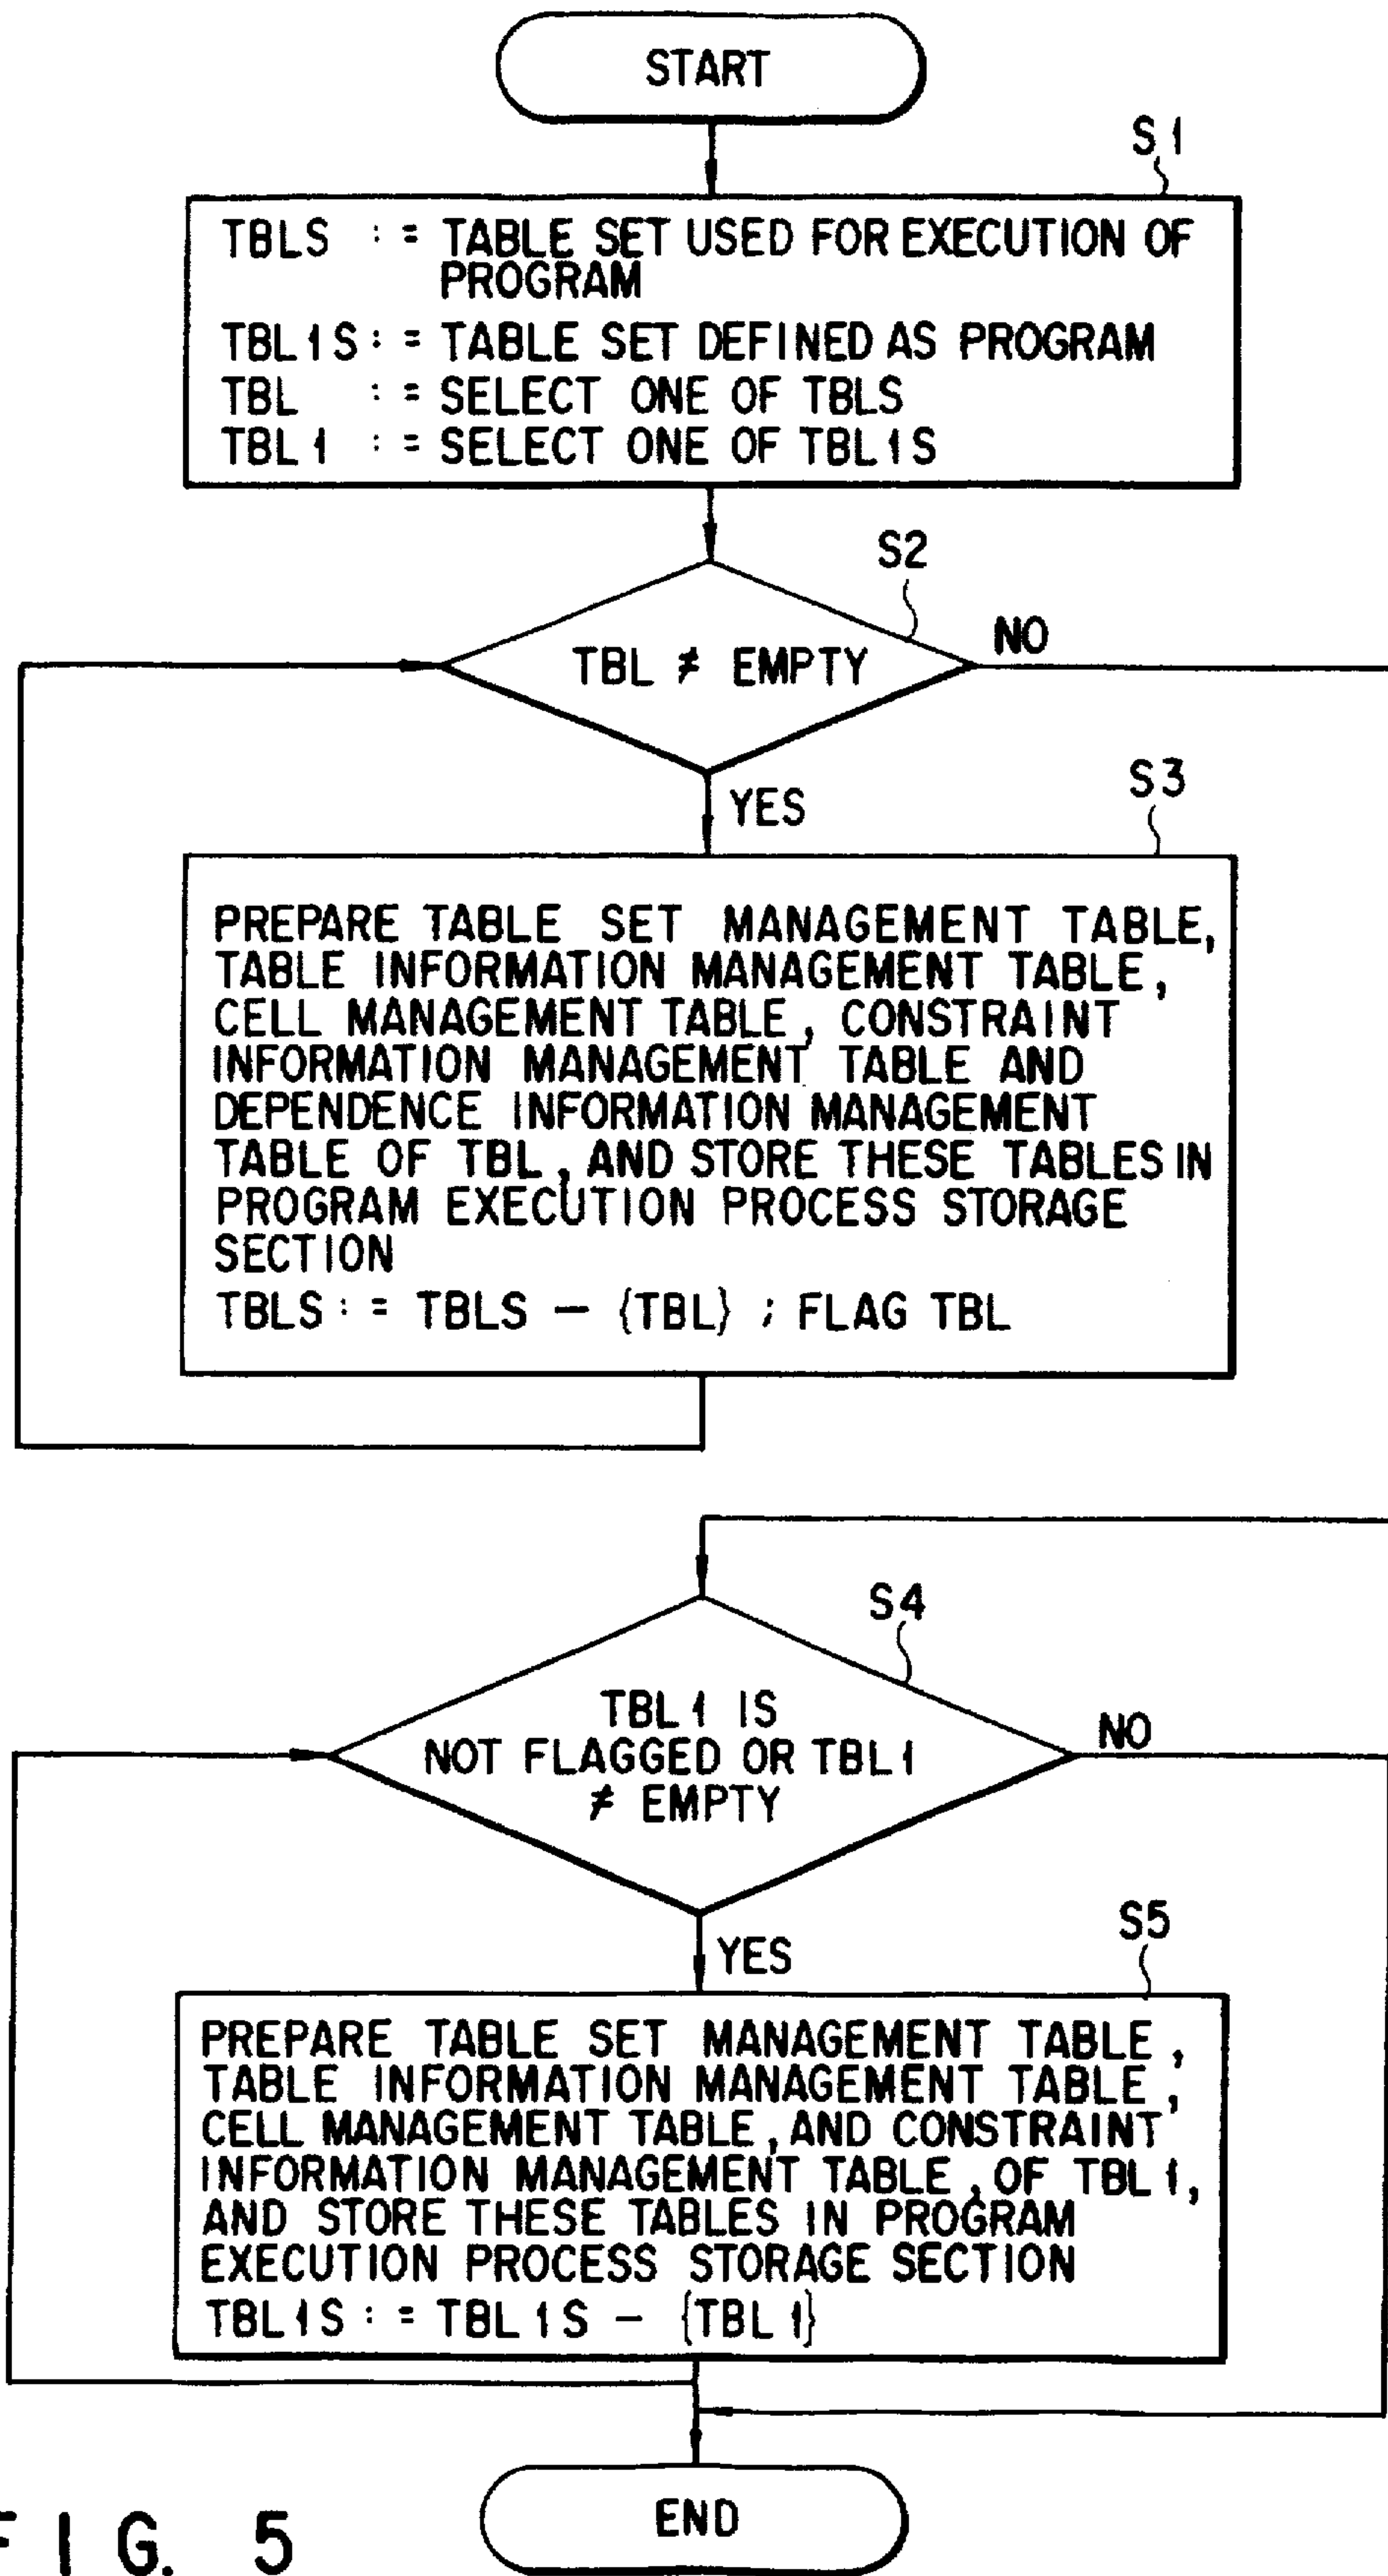 START
S1
TBLS := TABLE SET USED FOR EXECUTION OF
PROGRAM
TBL1S := TABLE SET DEFINED AS PROGRAM
TBL := SELECT ONE OF TBLS
TBL1 := SELECT ONE OF TBL1S
S2
TBL ≠ EMPTY
NO
YES
S3
PREPARE TABLE SET MANAGEMENT TABLE,
TABLE INFORMATION MANAGEMENT TABLE,
CELL MANAGEMENT TABLE, CONSTRAINT
INFORMATION MANAGEMENT TABLE AND
DEPENDENCE INFORMATION MANAGEMENT
TABLE OF TBL, AND STORE THESE TABLES IN
PROGRAM EXECUTION PROCESS STORAGE
SECTION
TBLS := TBLS – {TBL} ; FLAG TBL
S4
TBL1 IS
NOT FLAGGED OR TBL1
≠ EMPTY
NO
YES
S5
PREPARE TABLE SET MANAGEMENT TABLE,
TABLE INFORMATION MANAGEMENT TABLE,
CELL MANAGEMENT TABLE, AND CONSTRAINT
INFORMATION MANAGEMENT TABLE, OF TBL1,
AND STORE THESE TABLES IN PROGRAM
EXECUTION PROCESS STORAGE SECTION
TBL1S := TBL1S – {TBL1}
END
FIG. 5